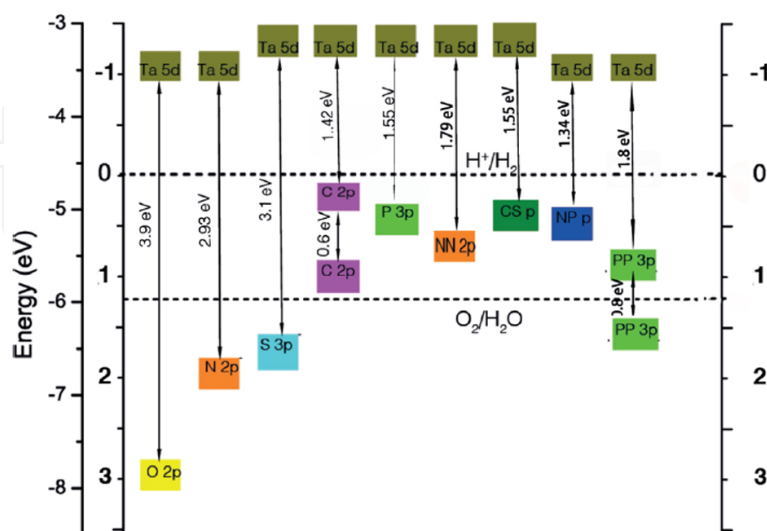 -3
-4
-5
-6
-7
-8
Energy (eV)
-1
0
1
2
3
Ta 5d
Ta 5d
Ta 5d
Ta 5d
Ta 5d
Ta 5d
Ta 5d
Ta 5d
Ta 5d
3.9 eV
2.93 eV
3.1 eV
1..42 eV
1.55 eV
1.79 eV
1.55 eV
1.34 eV
1.8 eV
H⁺/H₂
C 2p
0.6 eV
C 2p
P 3p
NN 2p
CS p
NP p
PP 3p
0.8 eV
PP 3p
O₂/H₂O
S 3p
N 2p
O 2p
-1
0
1
2
3